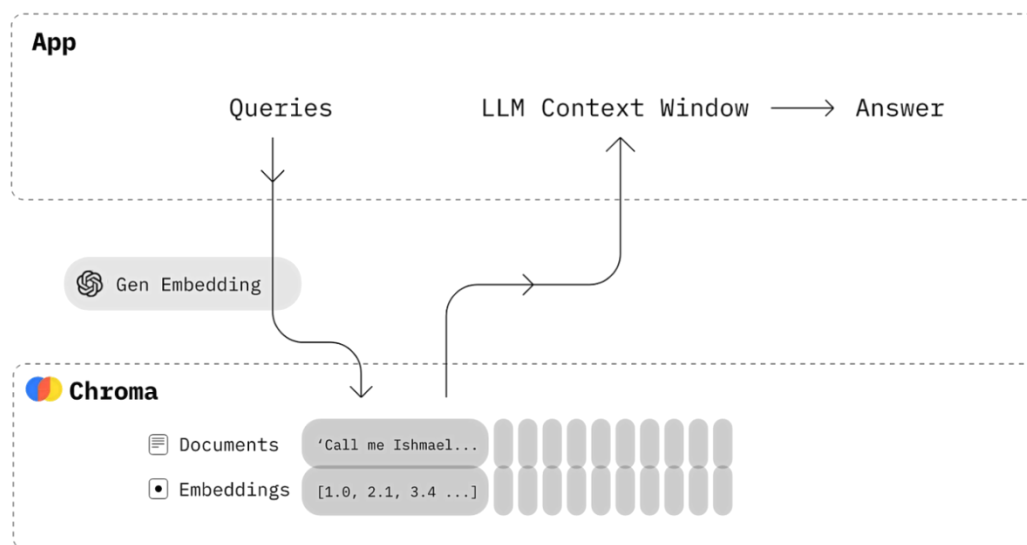 App
Queries
LLM Context Window
Answer
Gen Embedding
Chroma
Documents
‘Call me Ishmael...
Embeddings
[1.0, 2.1, 3.4 ...]